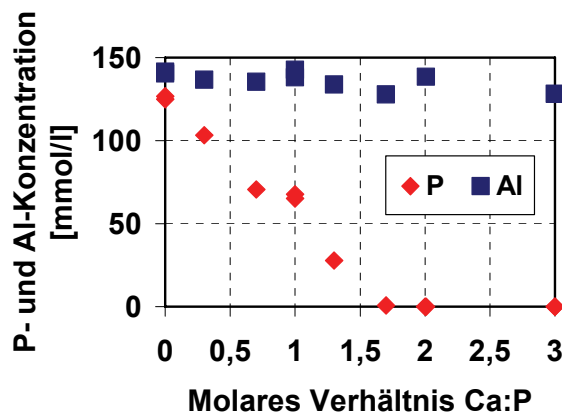 P- und Al-Konzentration
[mmol/l]
150
100
50
0
P Al
0 0,5 1 1,5 2 2,5 3
Molares Verhältnis Ca:P